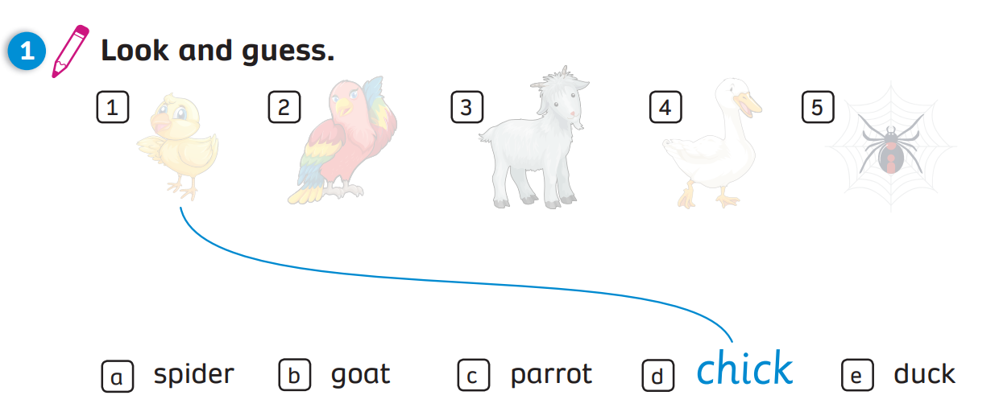 1 Look and guess.
1 2 3 4 5
a spider b goat c parrot d chick e duck